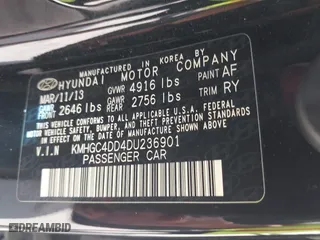 MANUFACTURED IN KOREA BY
HYUNDAI MOTOR COMPANY
MAR/11/13 GVWR 4916 lbs PAINT AF
GAWR FRONT 2646 lbs GAWR REAR 2756 lbs TRIM RY
THIS VEHICLE CONFORMS TO ALL APPLICABLE U.S. FEDERAL
MOTOR VEHICLE SAFETY, BUMPER, AND THEFT PREVENTION
STANDARDS IN EFFECT ON THE DATE OF MANUFACTURE
SHOWN ABOVE.
V.I.N KMHGC4DD4DU236901
PASSENGER CAR
© DREAMBID